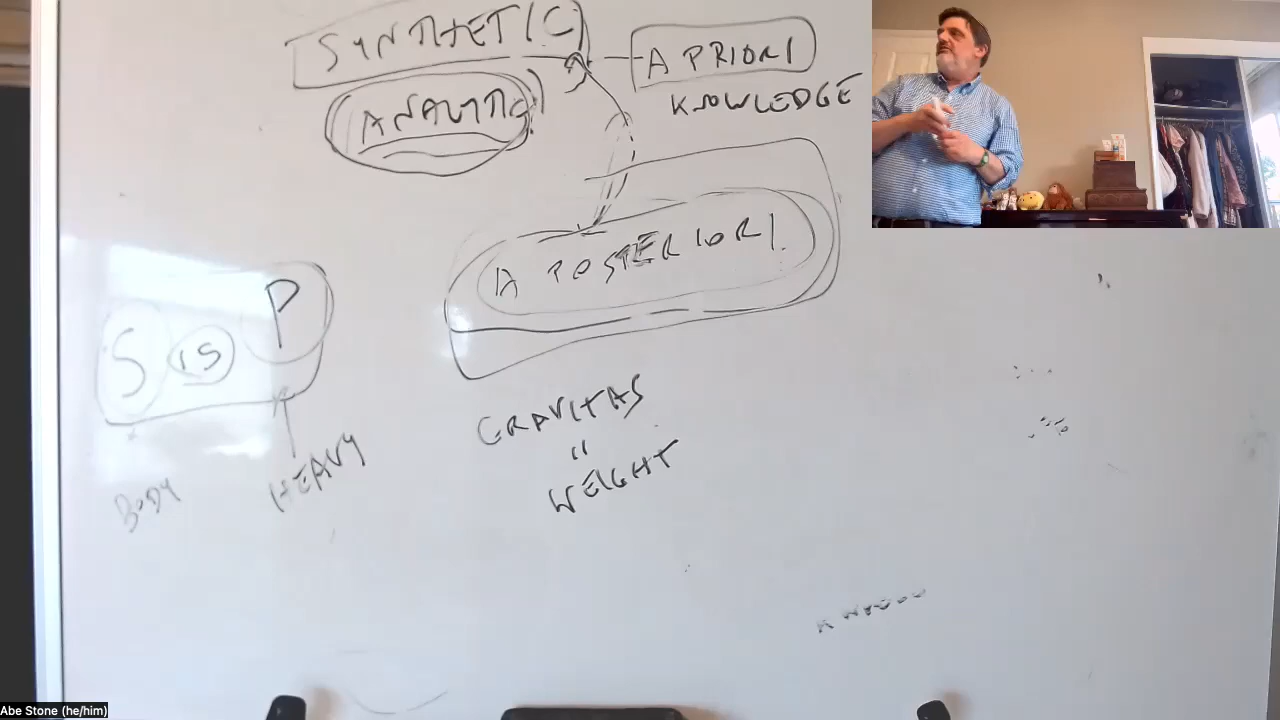 SYNTHETIC
A PRIORI
KNOWLEDGE
ANALYTIC
A POSTERIORI
S is P
BODY
HEAVY
GRAVITAS
"
WEIGHT
Abe Stone (he/him)